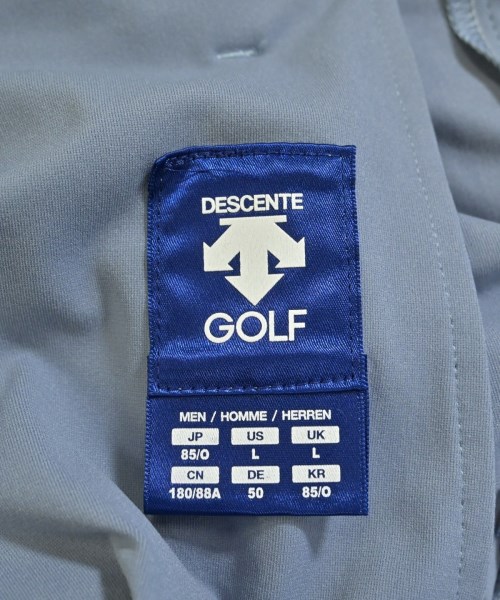 DESCENTE
GOLF
MEN / HOMME / HERREN
JP US UK
85/O L L
CN DE KR
180/88A 50 85/O